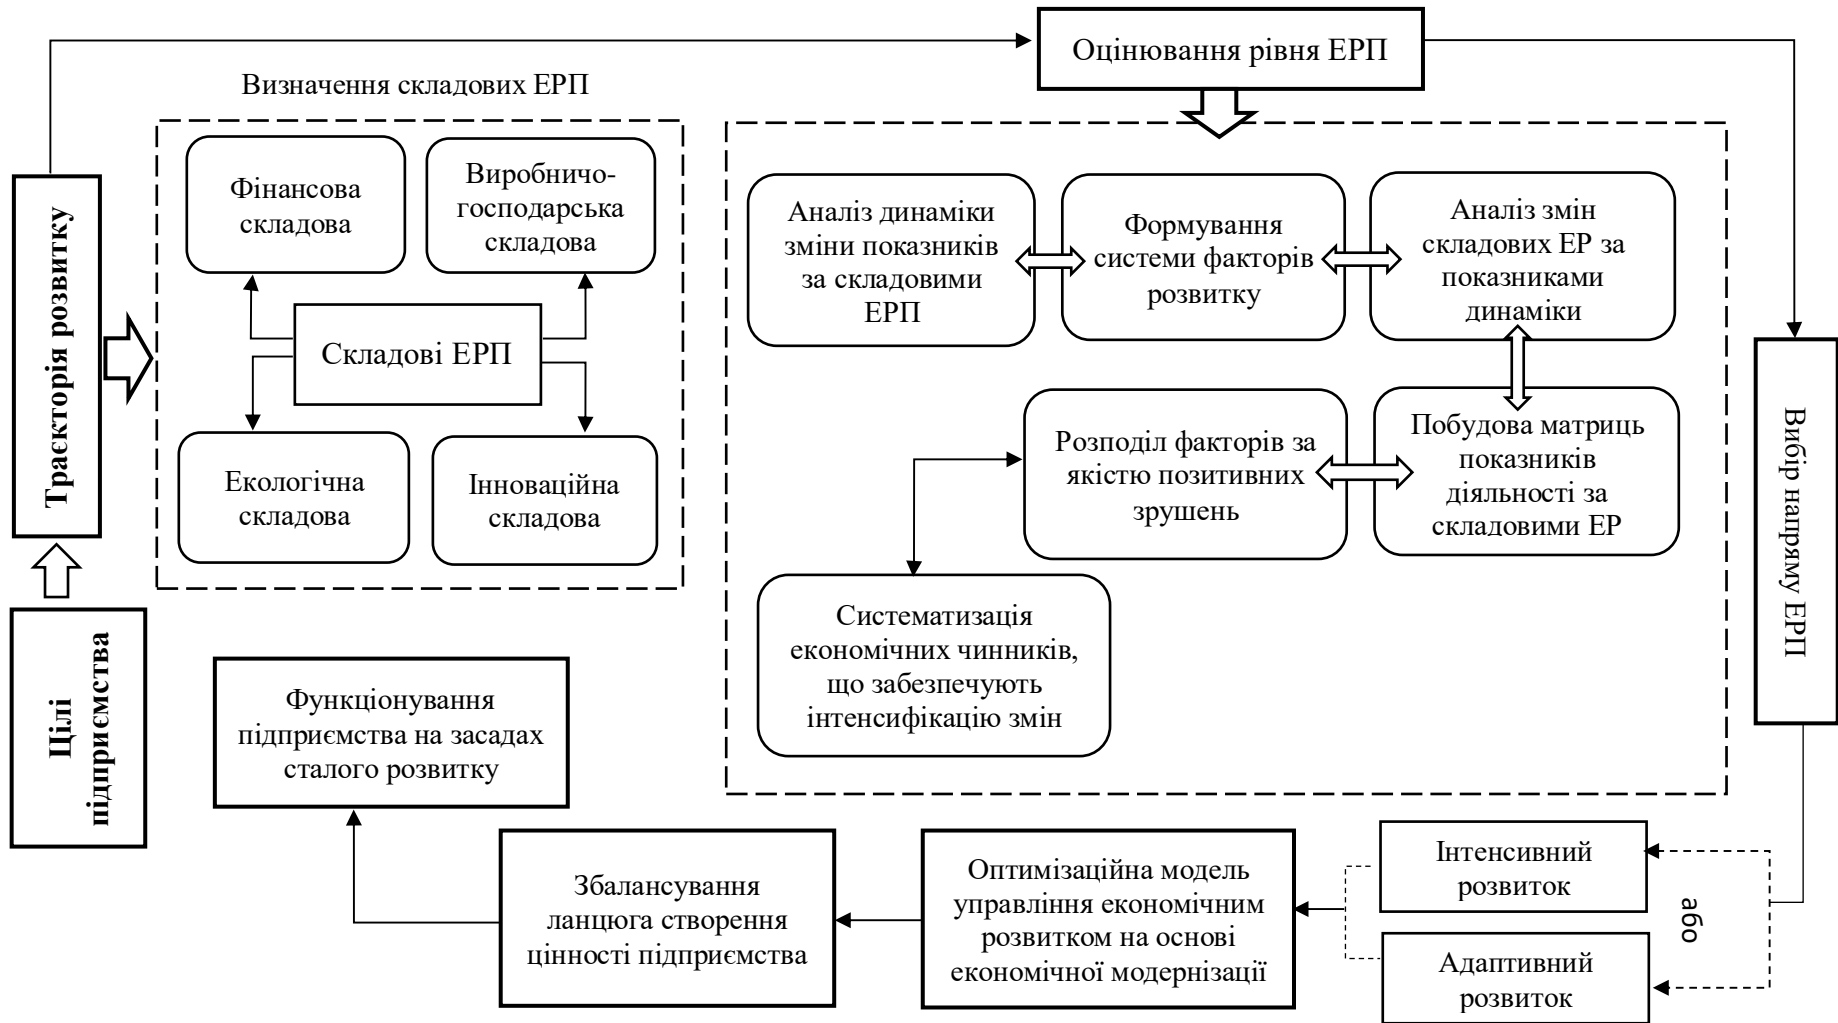 Оцінювання рівня ЕРП
Визначення складових ЕРП
Фінансова
складова
Виробничо-
господарська
складова
Складові ЕРП
Екологічна
складова
Інноваційна
складова
Траєкторія розвитку
Цілі
підприємства
Аналіз динаміки
зміни показників
за складовими
ЕРП
Формування
системи факторів
розвитку
Аналіз змін
складових ЕР за
показниками
динаміки
Розподіл факторів за
якістю позитивних
зрушень
Побудова матриць
показників
діяльності за
складовими ЕР
Систематизація
економічних чинників,
що забезпечують
інтенсифікацію змін
Вибір напряму ЕРП
Функціонування
підприємства на засадах
сталого розвитку
Збалансування
ланцюга створення
цінності підприємства
Оптимізаційна модель
управління економічним
розвитком на основі
економічної модернізації
Інтенсивний
розвиток
або
Адаптивний
розвиток